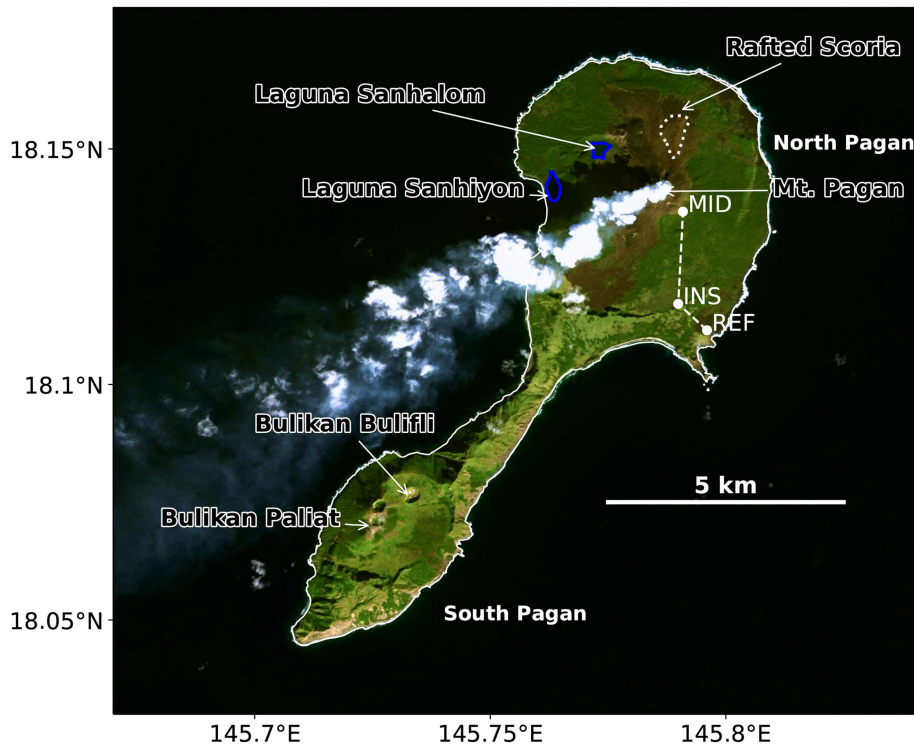 Rafted Scoria
Laguna Sanhalom
18.15°N
North Pagan
Laguna Sanhiyon
Mt. Pagan
MID
INS
REF
18.1°N
Bulikan Bulifli
5 km
Bulikan Paliat
18.05°N
South Pagan
145.7°E
145.75°E
145.8°E